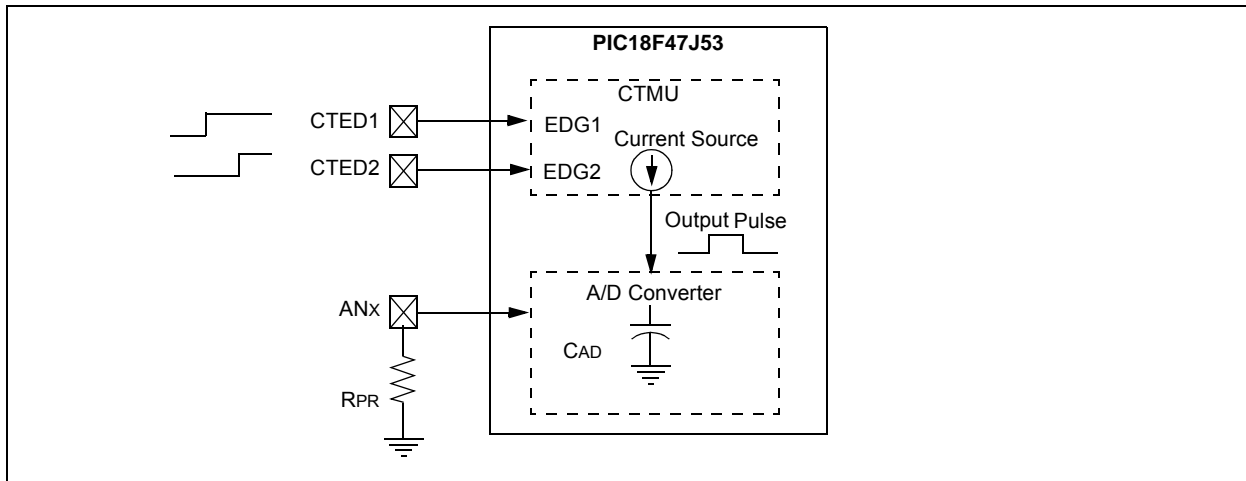 PIC18F47J53
CTMU
CTED1
EDG1
Current Source
CTED2
EDG2
Output Pulse
A/D Converter
ANX
CAD
RPR